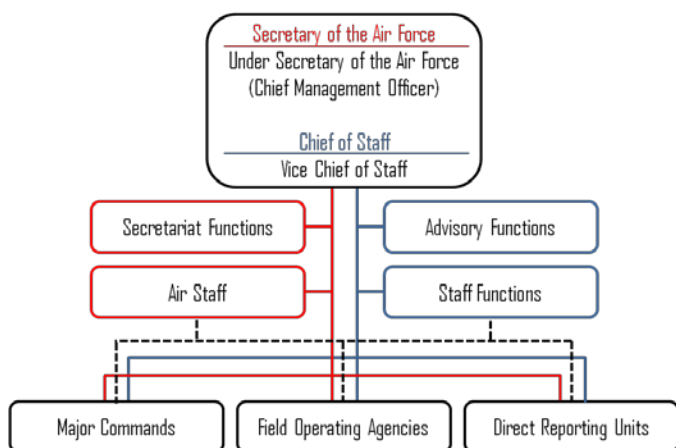 Secretary of the Air Force
Under Secretary of the Air Force
(Chief Management Officer)
Chief of Staff
Vice Chief of Staff
Secretariat Functions
Advisory Functions
Air Staff
Staff Functions
Major Commands
Field Operating Agencies
Direct Reporting Units